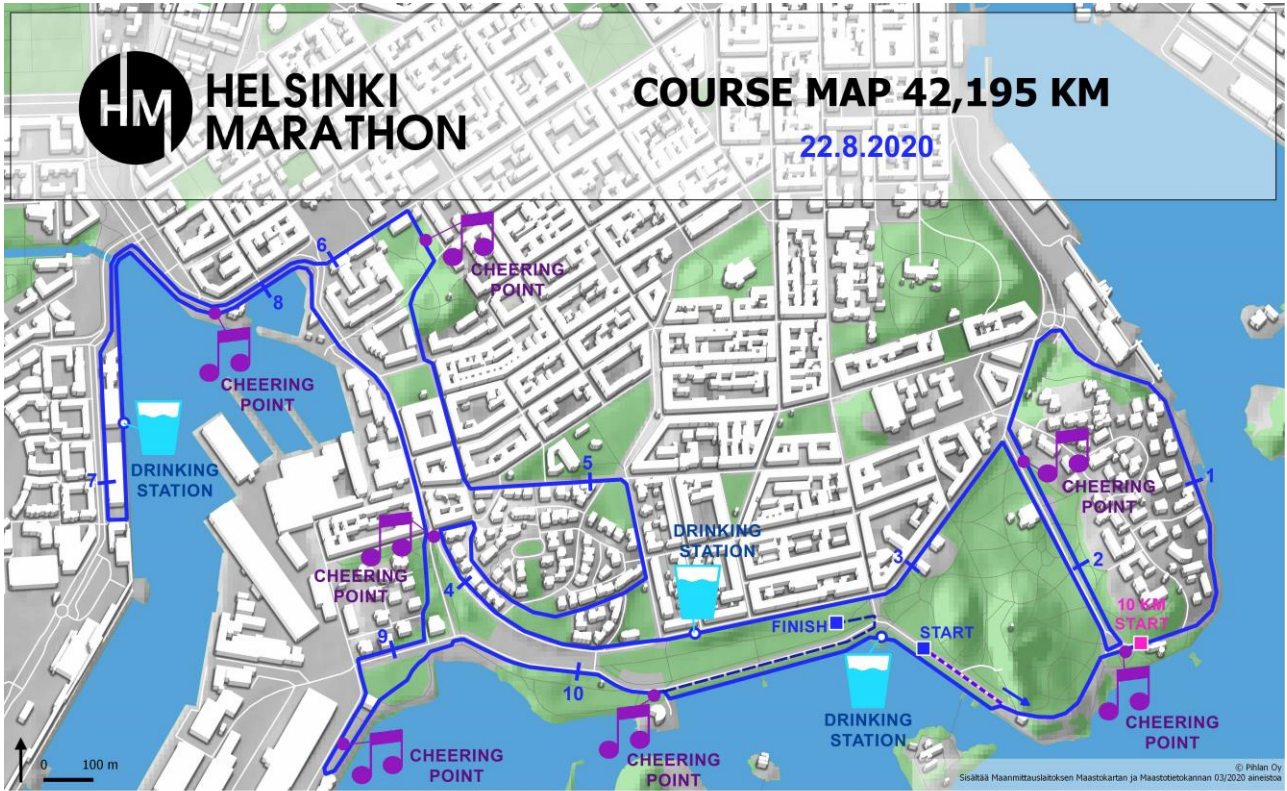 HM
HELSINKI
MARATHON
COURSE MAP 42,195 KM
22.8.2020
6
CHEERING
POINT
8
CHEERING
POINT
DRINKING
STATION
7
5
CHEERING
POINT
1
DRINKING
STATION
CHEERING
POINT
4
3
2
10 KM
START
FINISH
START
9
10
DRINKING
STATION
CHEERING
POINT
CHEERING
POINT
CHEERING
POINT
0 100 m
© Pihlan Oy
Sisältää Maanmittauslaitoksen Maastokartan ja Maastotietokannan 03/2020 aineistoa